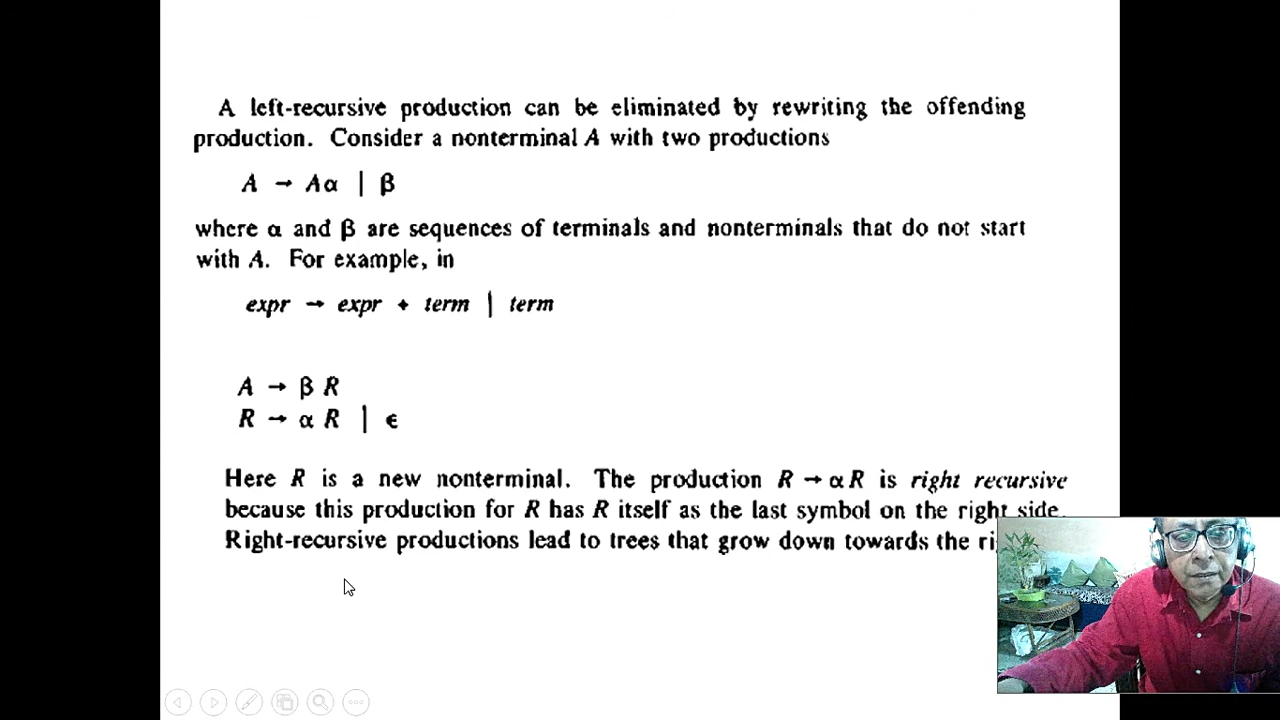 A left-recursive production can be eliminated by rewriting the offending
production. Consider a nonterminal A with two productions
A → Aα | β
where α and β are sequences of terminals and nonterminals that do not start
with A. For example, in
expr → expr + term | term
A → β R
R → α R | ϵ
Here R is a new nonterminal. The production R → α R is right recursive
because this production for R has R itself as the last symbol on the right side.
Right-recursive productions lead to trees that grow down towards the